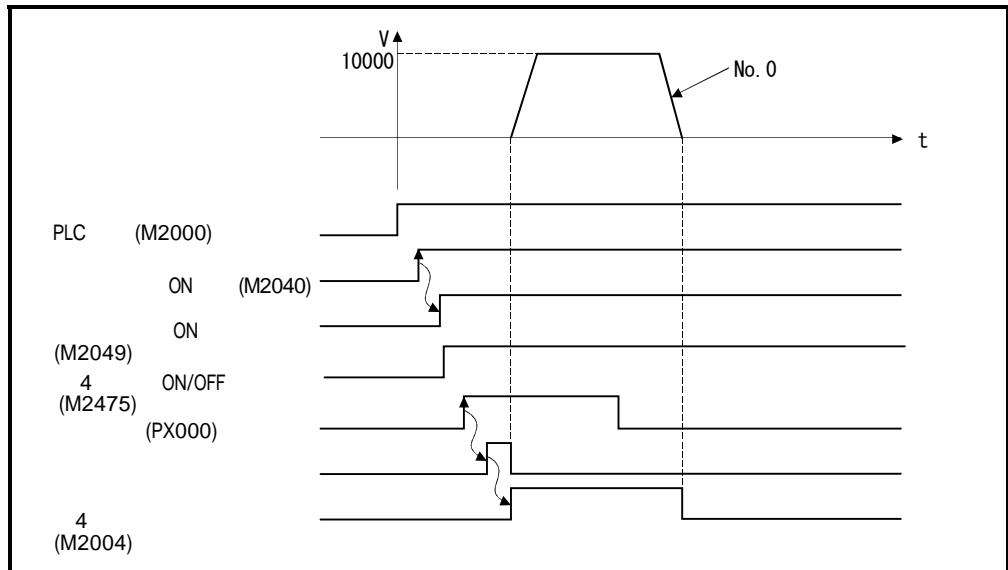 V
10000
No. 0
t
PLC (M2000)
ON (M2040)
ON
(M2049)
4 ON/OFF
(M2475)
(PX000)
4
(M2004)